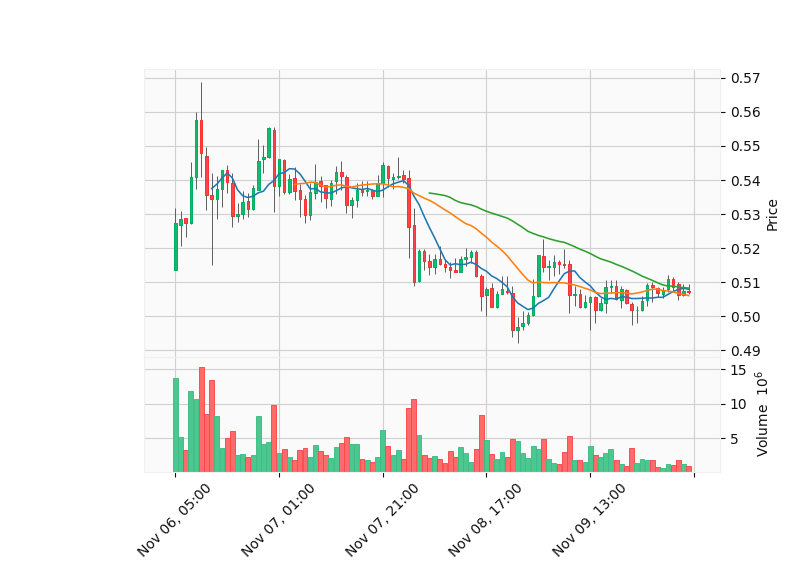 0.57
0.56
0.55
0.54
0.53
0.52
0.51
0.50
0.49
Price
15
10
5
Volume 10^6
Nov 06, 05:00
Nov 07, 01:00
Nov 07, 21:00
Nov 08, 17:00
Nov 09, 13:00